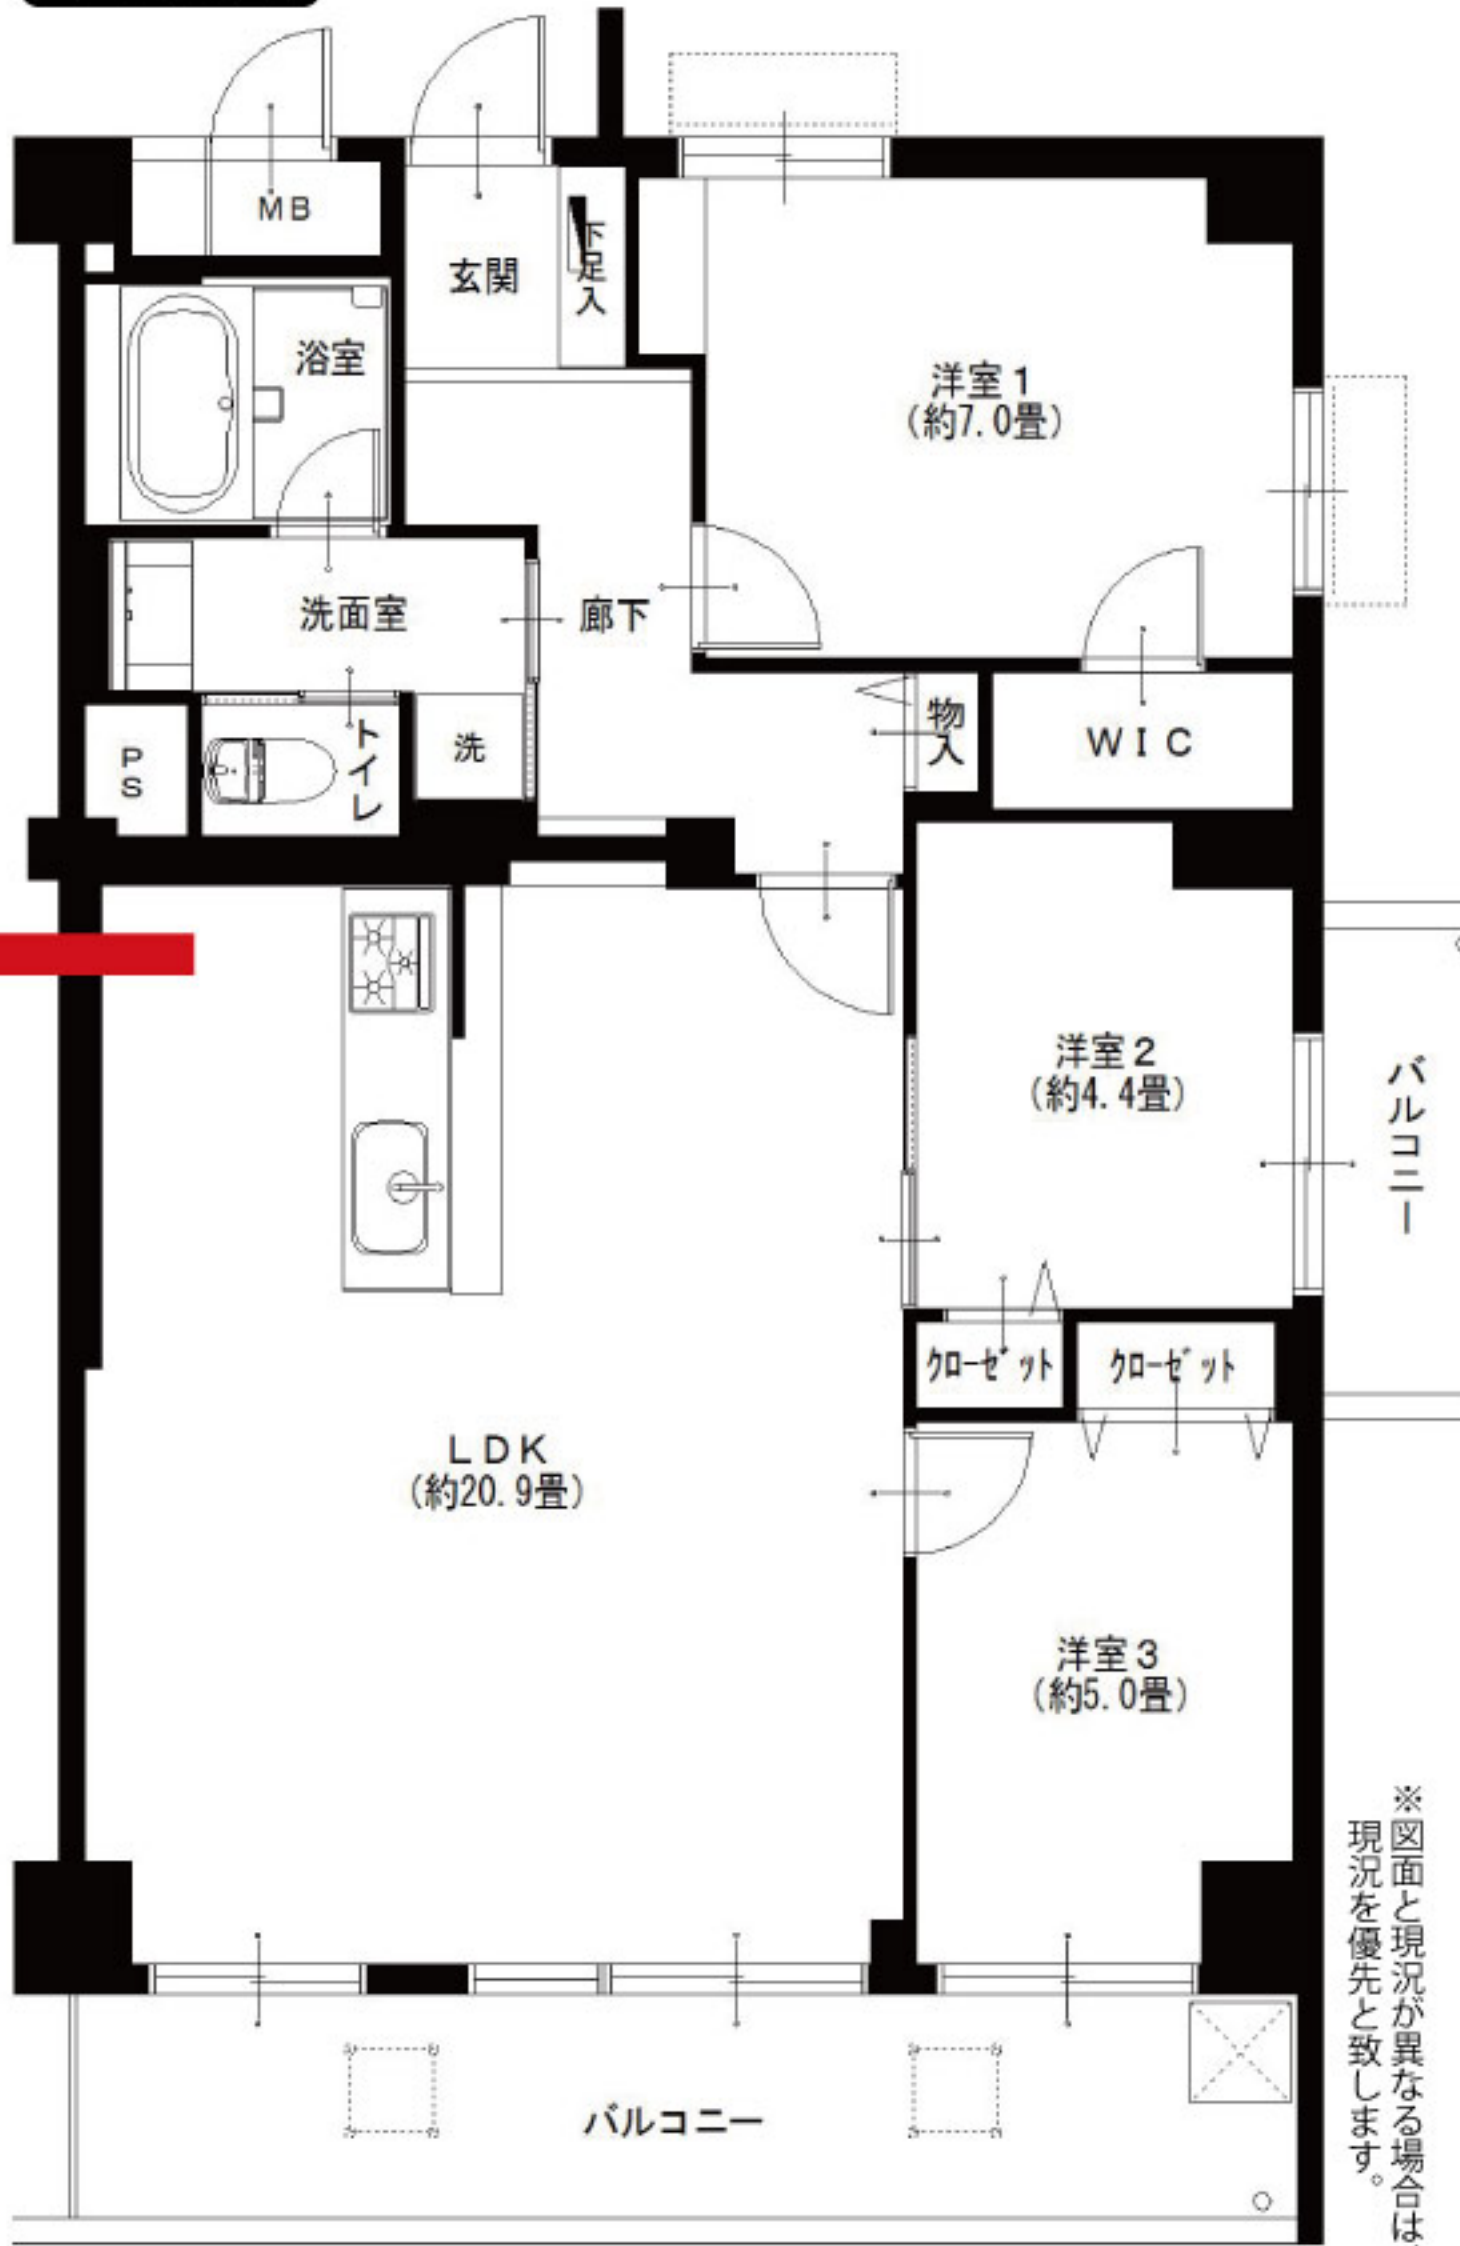 MB
玄関
下足入
浴室
洋室1
(約7.0畳)
洗面室
廊下
物入
WIC
PS
トイレ
洗
洋室2
(約4.4畳)
バルコニー
クローゼット
クローゼット
LDK
(約20.9畳)
洋室3
(約5.0畳)
バルコニー
※図面と現況が異なる場合は、
現況を優先と致します。